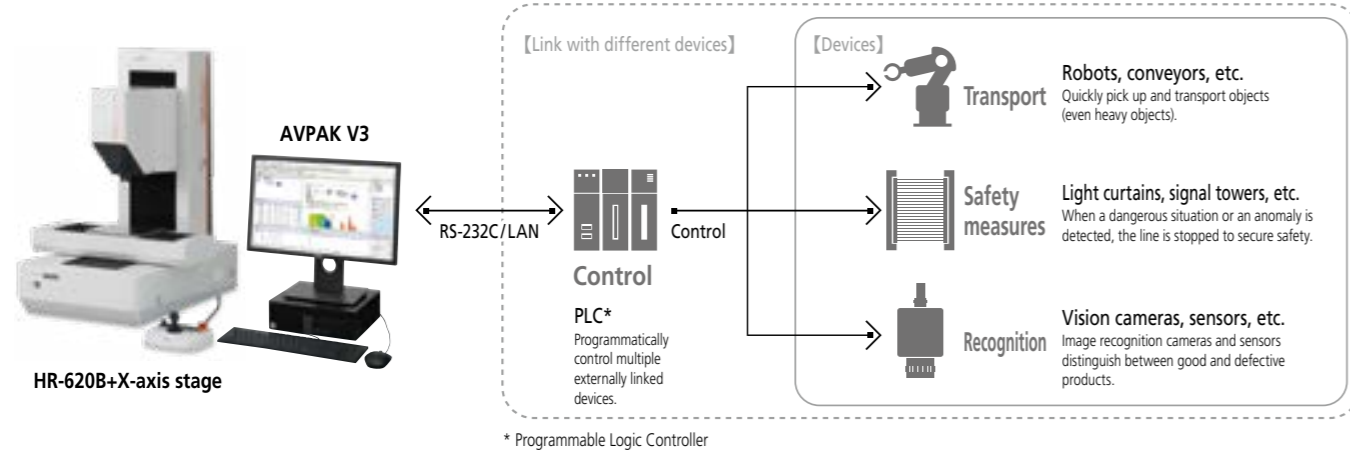 【Link with different devices】
【Devices】
AVPAK V3
HR-620B+X-axis stage
RS-232C/LAN
Control
PLC*
Programmatically
control multiple
externally linked
devices.
Control
Transport
Robots, conveyors, etc.
Quickly pick up and transport objects
(even heavy objects).
Safety
measures
Light curtains, signal towers, etc.
When a dangerous situation or an anomaly is
detected, the line is stopped to secure safety.
Recognition
Vision cameras, sensors, etc.
Image recognition cameras and sensors
distinguish between good and defective
products.
* Programmable Logic Controller